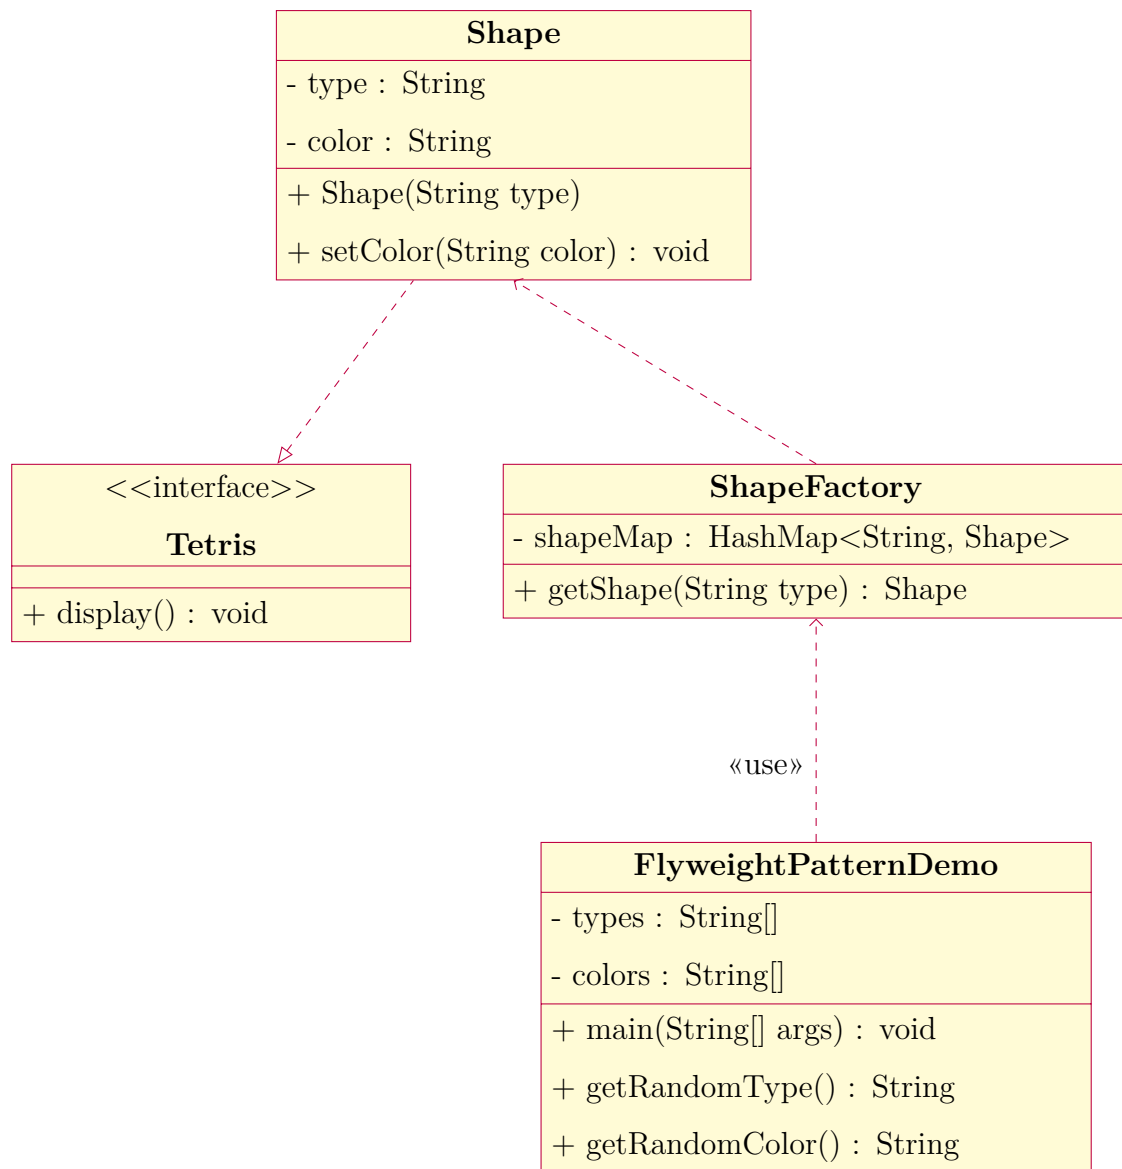 Shape
- type : String
- color : String
+ Shape(String type)
+ setColor(String color) : void
<<interface>>
Tetris
+ display() : void
ShapeFactory
- shapeMap : HashMap<String, Shape>
+ getShape(String type) : Shape
«use»
FlyweightPatternDemo
- types : String[]
- colors : String[]
+ main(String[] args) : void
+ getRandomType() : String
+ getRandomColor() : String